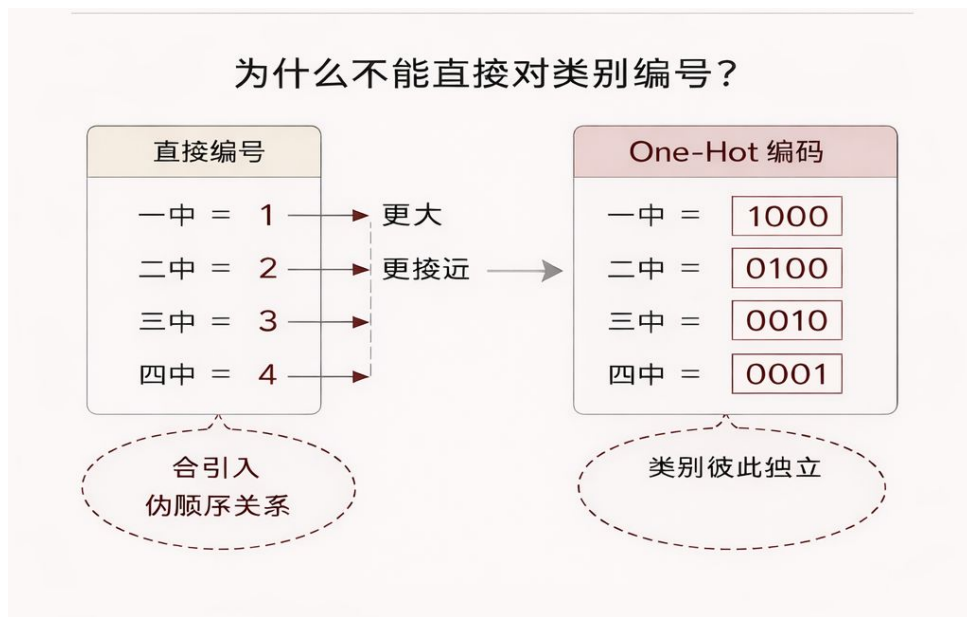 为什么不能直接对类别编号？
直接编号
一中 = 1
二中 = 2
三中 = 3
四中 = 4
更大
更接近
合引入
伪顺序关系
One-Hot 编码
一中 = 1000
二中 = 0100
三中 = 0010
四中 = 0001
类别彼此独立